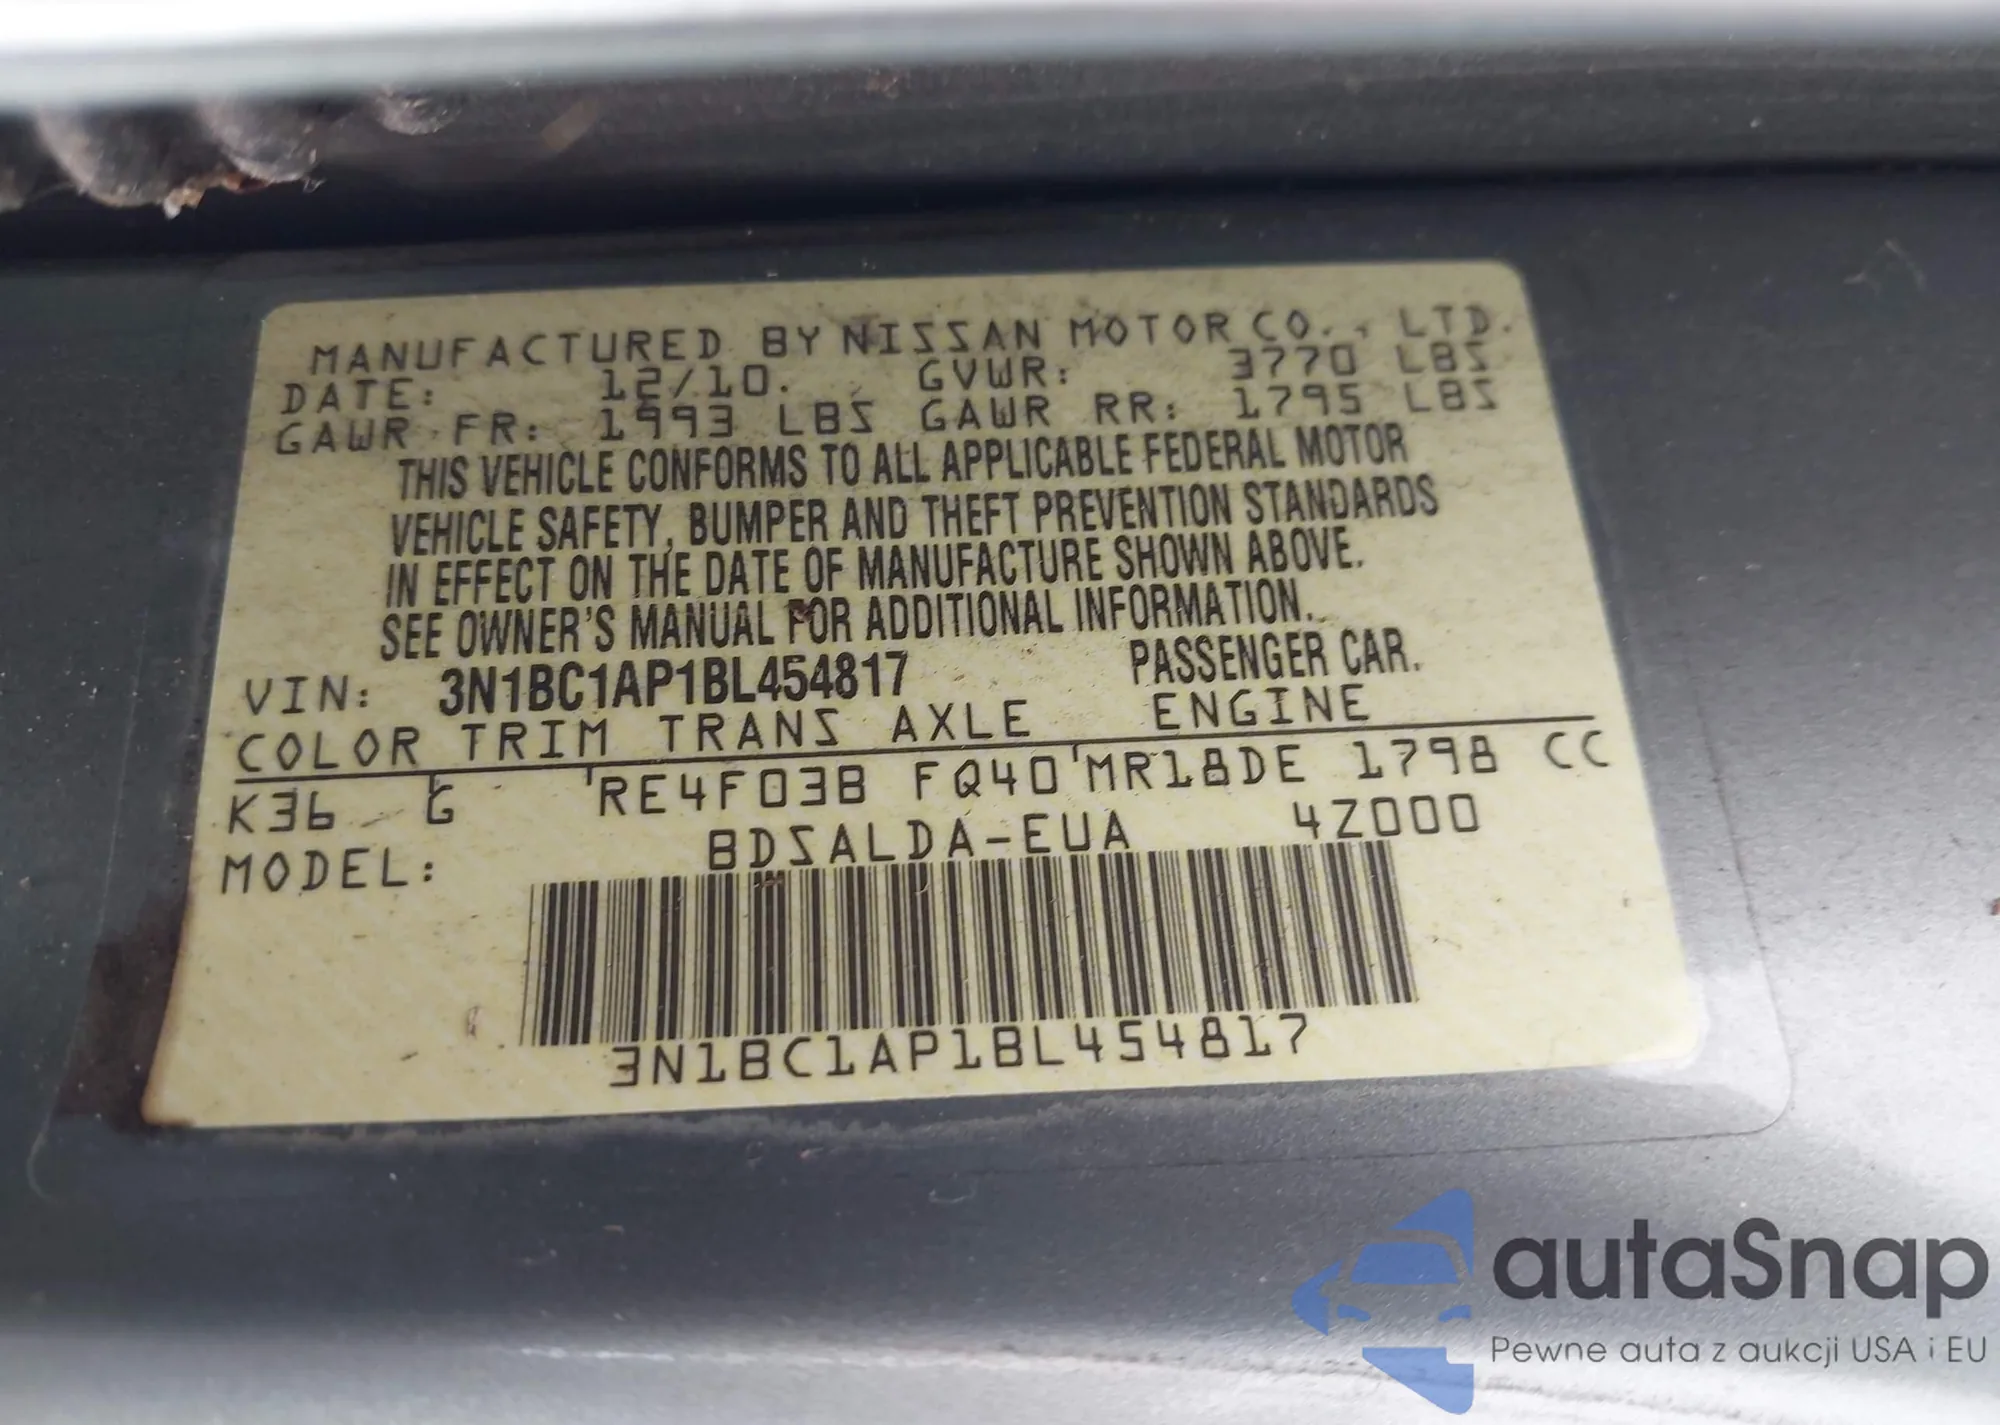 MANUFACTURED BY NISSAN MOTOR CO., LTD.
DATE: 12/10. GVWR: 3770 LBS
GAWR FR: 1993 LBS GAWR RR: 1795 LBS
THIS VEHICLE CONFORMS TO ALL APPLICABLE FEDERAL MOTOR
VEHICLE SAFETY, BUMPER AND THEFT PREVENTION STANDARDS
IN EFFECT ON THE DATE OF MANUFACTURE SHOWN ABOVE.
SEE OWNER'S MANUAL FOR ADDITIONAL INFORMATION.
VIN: 3N1BC1AP1BL454817 PASSENGER CAR.
COLOR TRIM TRANS AXLE ENGINE
K36 G RE4F03B FQ40 MR18DE 1798 CC
MODEL: BDSALDA-EUA 4Z000
3N1BC1AP1BL454817
autaSnap
Pewne auta z aukcji USA i EU